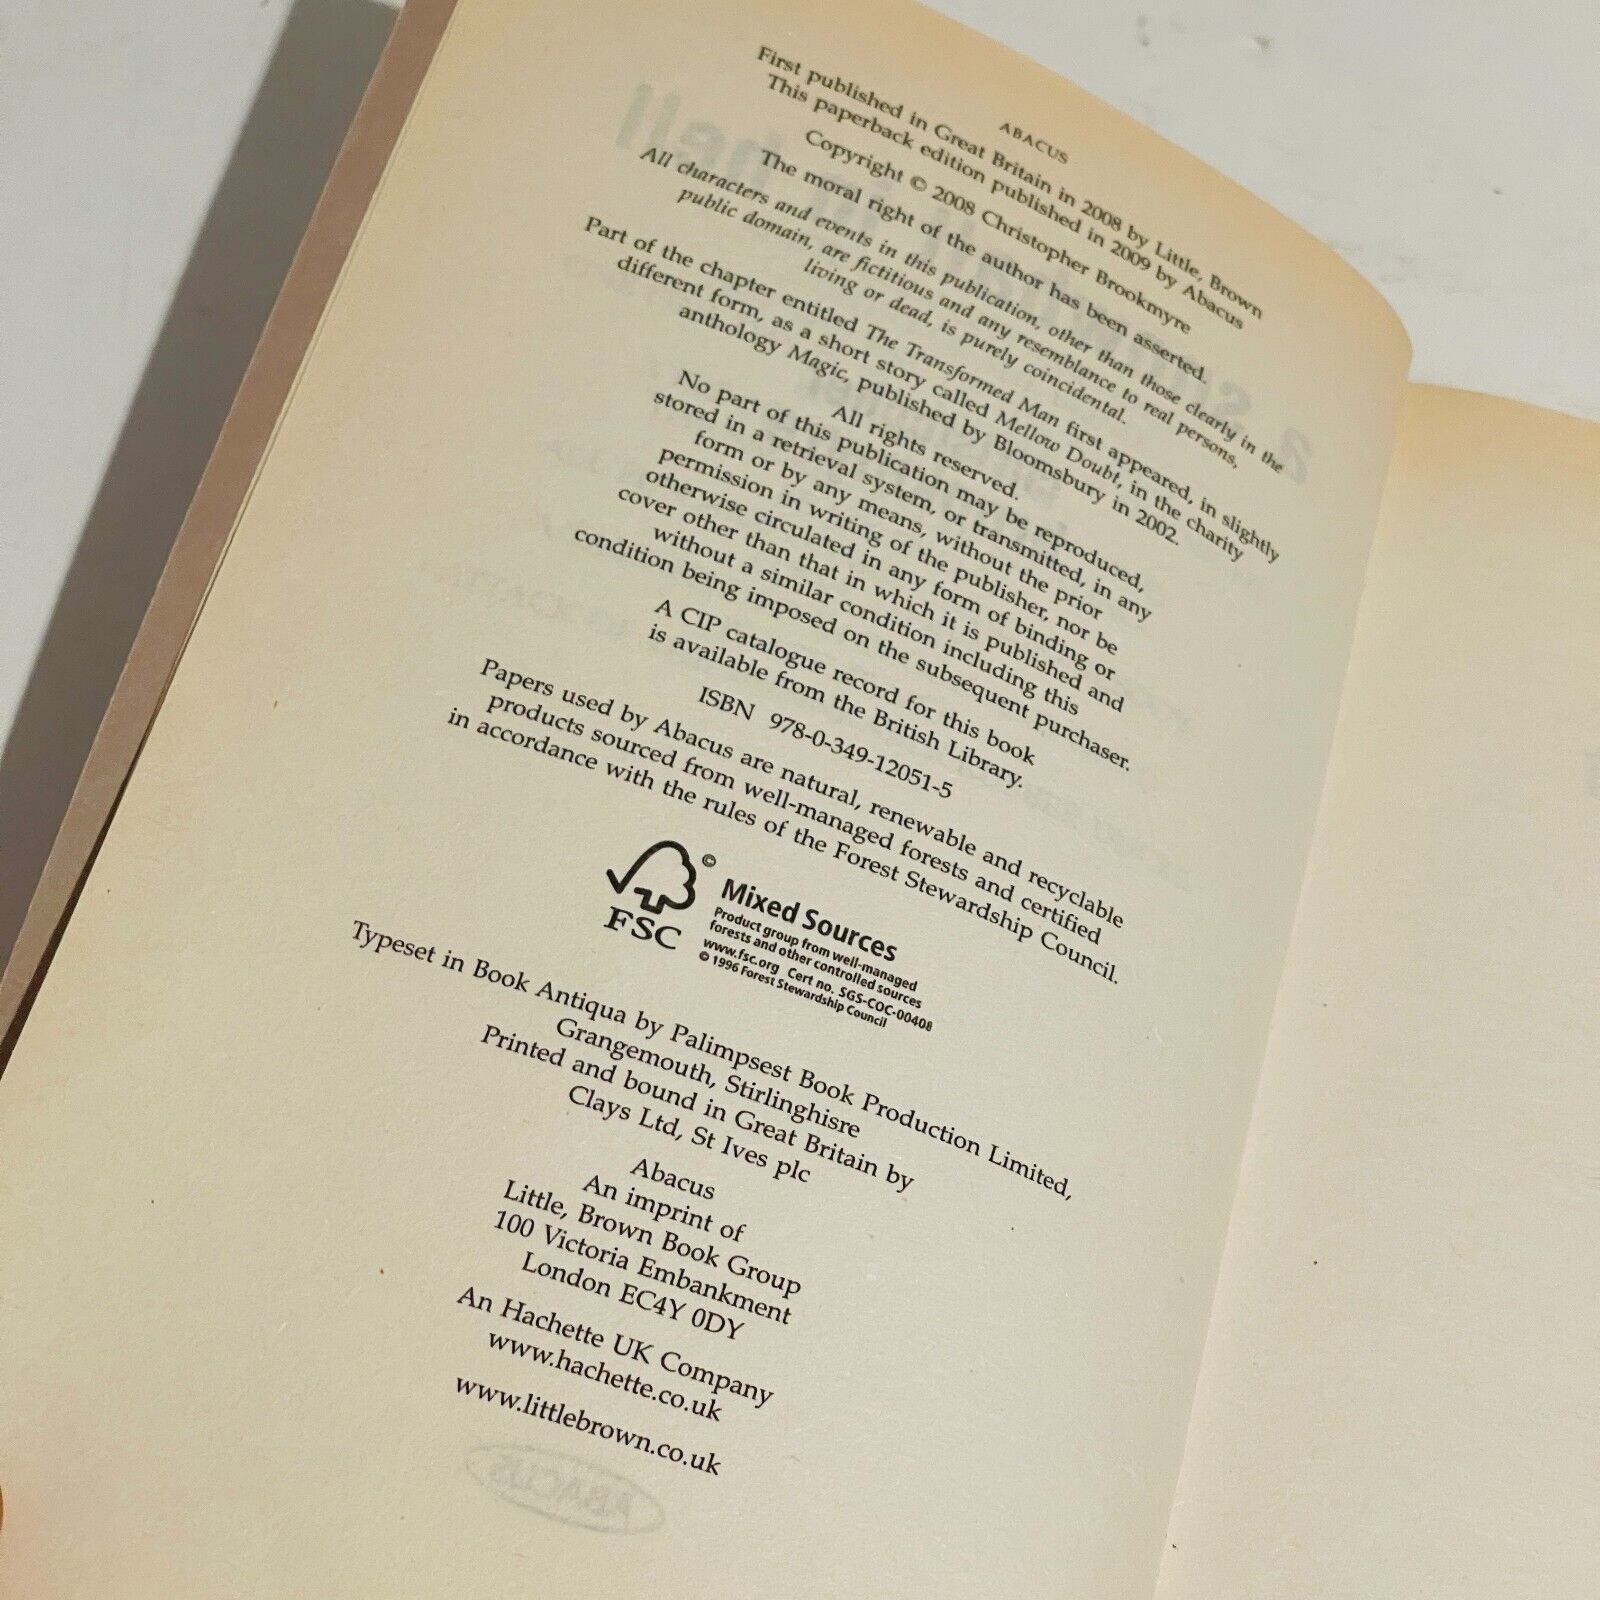 ABACUS
First published in Great Britain in 2008 by Little, Brown
This paperback edition published in 2009 by Abacus
Copyright © 2008 Christopher Brookmyre
The moral right of the author has been asserted.
All characters and events in this publication, other than those clearly in the
public domain, are fictitious and any resemblance to real persons,
living or dead, is purely coincidental.
Part of the chapter entitled The Transformed Man first appeared, in slightly
different form, as a short story called Mellow Doubt, in the charity
anthology Magic, published by Bloomsbury in 2002.
All rights reserved.
No part of this publication may be reproduced,
stored in a retrieval system, or transmitted, in any
form or by any means, without the prior
permission in writing of the publisher, nor be
otherwise circulated in any form of binding or
cover other than that in which it is published and
without a similar condition including this
condition being imposed on the subsequent purchaser.
A CIP catalogue record for this book
is available from the British Library.
ISBN 978-0-349-12051-5
Papers used by Abacus are natural, renewable and recyclable
products sourced from well-managed forests and certified
in accordance with the rules of the Forest Stewardship Council.
FSC
©
Mixed Sources
Product group from well-managed
forests and other controlled sources
www.fsc.org Cert no. SGS-COC-00408
© 1996 Forest Stewardship Council
Typeset in Book Antiqua by Palimpsest Book Production Limited,
Grangemouth, Stirlinghisre
Printed and bound in Great Britain by
Clays Ltd, St Ives plc
Abacus
An imprint of
Little, Brown Book Group
100 Victoria Embankment
London EC4Y 0DY
An Hachette UK Company
www.hachette.co.uk
www.littlebrown.co.uk
ABACUS